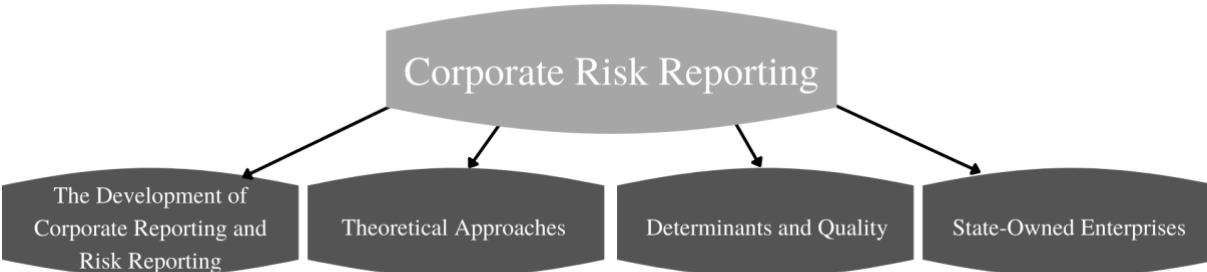 Corporate Risk Reporting
The Development of
Corporate Reporting and
Risk Reporting
Theoretical Approaches
Determinants and Quality
State-Owned Enterprises